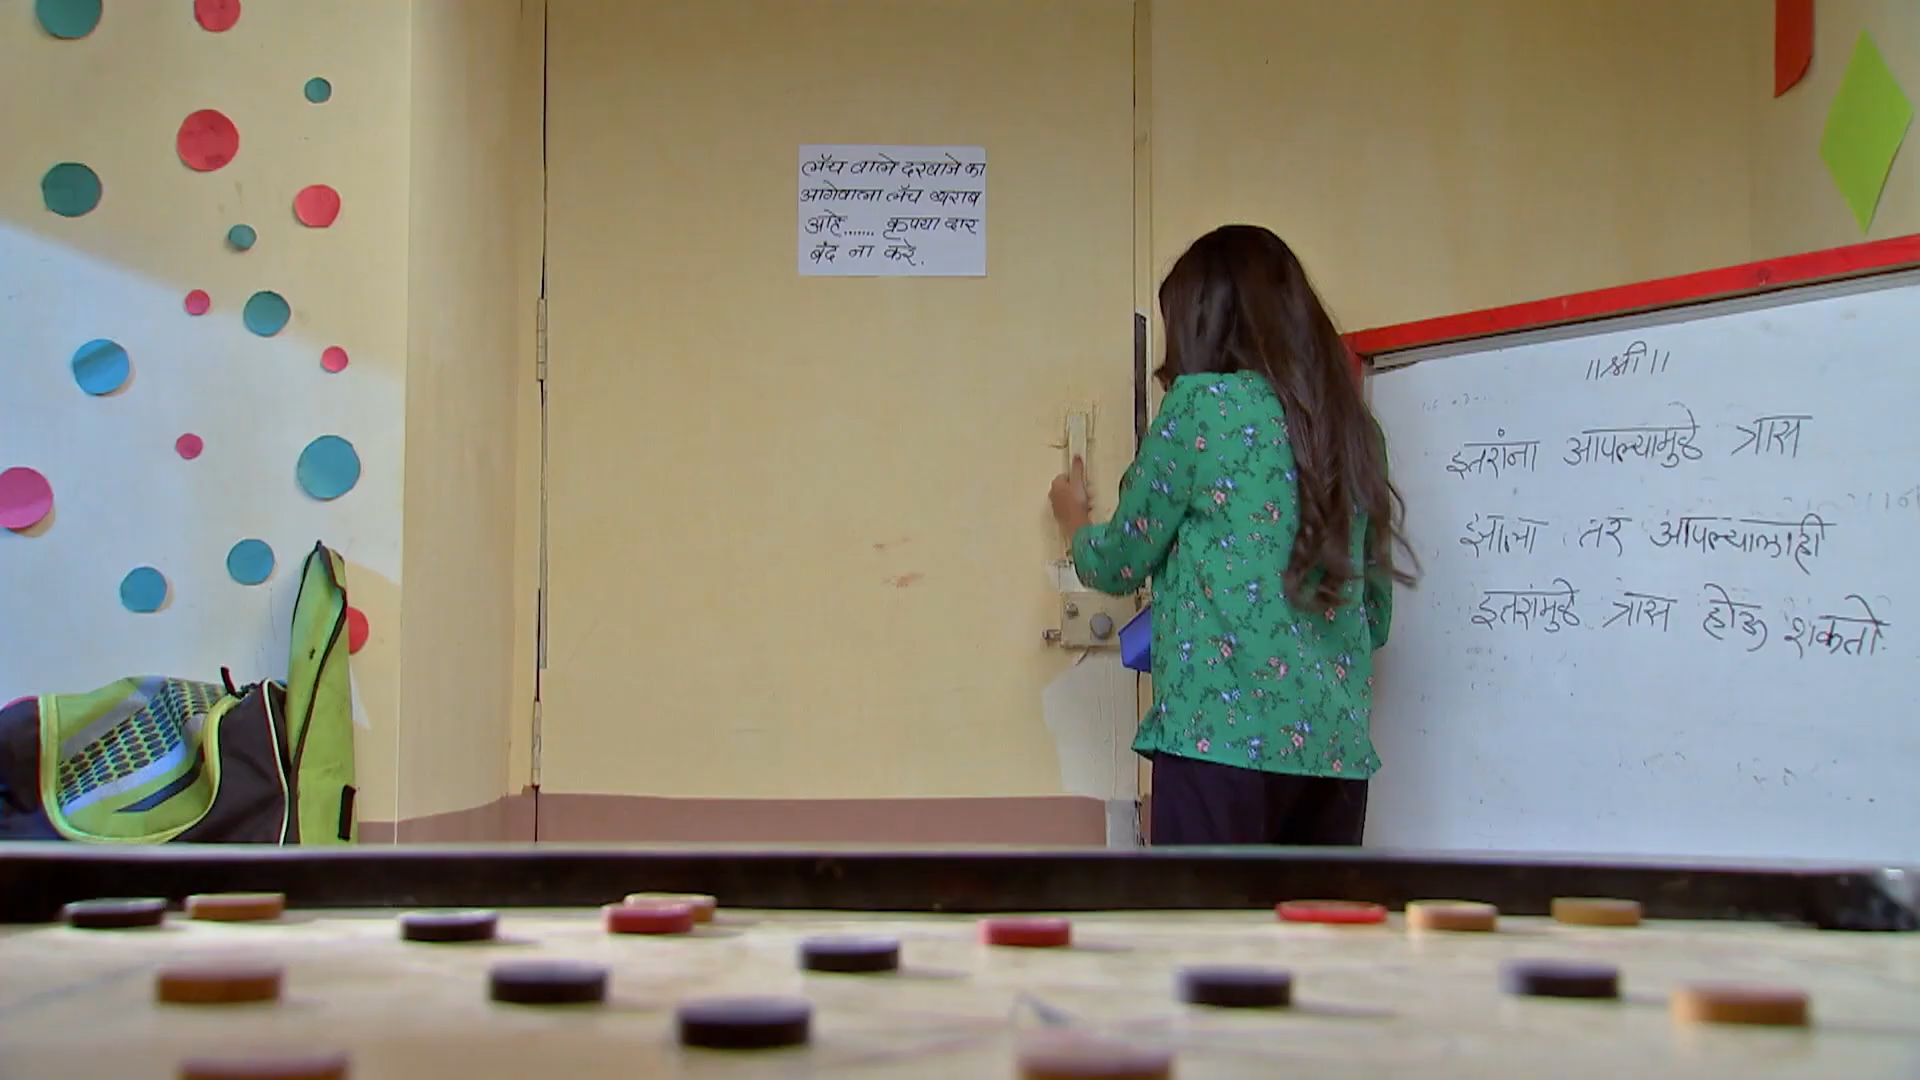 लॅच वाले दरवाजे का
आगेवाला लॅच खराब
आहे....... कृपया दार
बंद ना करे.
॥श्री॥
इतरांना आपल्यामुळे त्रास
झाला तर आपल्यालाही
इतरांमुळे त्रास होऊ शकतो.